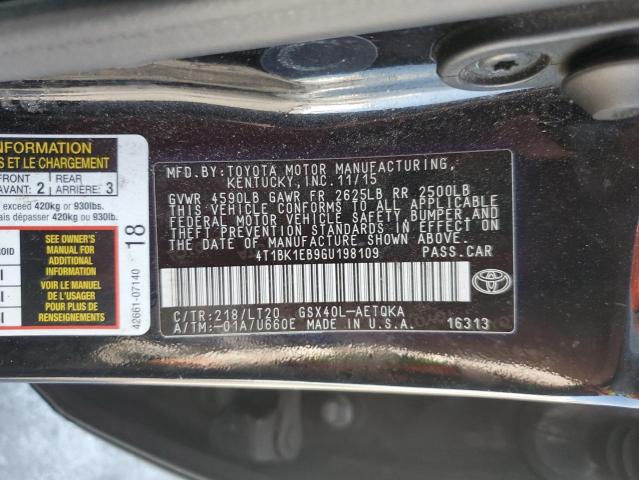 INFORMATION
S ET LE CHARGEMENT
FRONT
AVANT: 2
REAR
ARRIÈRE: 3
exceed 420kg or 930lbs.
ais dépasser 420kg ou 930lb.
SEE OWNER'S
MANUAL FOR
ADDITIONAL
INFORMATION
VOIR LE MANUEL
DE L'USAGER
POUR PLUS DE
RENSEIGNEMENTS
42661-07140
18
MFD. BY: TOYOTA MOTOR MANUFACTURING,
KENTUCKY, INC. 11/15
GVWR 4590LB GAWR FR 2625LB RR 2500LB
THIS VEHICLE CONFORMS TO ALL APPLICABLE
FEDERAL MOTOR VEHICLE SAFETY, BUMPER, AND
THEFT PREVENTION STANDARDS IN EFFECT ON
THE DATE OF MANUFACTURE SHOWN ABOVE.
4T1BK1EB9GU198109 PASS. CAR
C/TR: 218/LT20 GSX40L-AETQKA
A/TM: -01A/U660E MADE IN U.S.A.
16313
TOYOTA